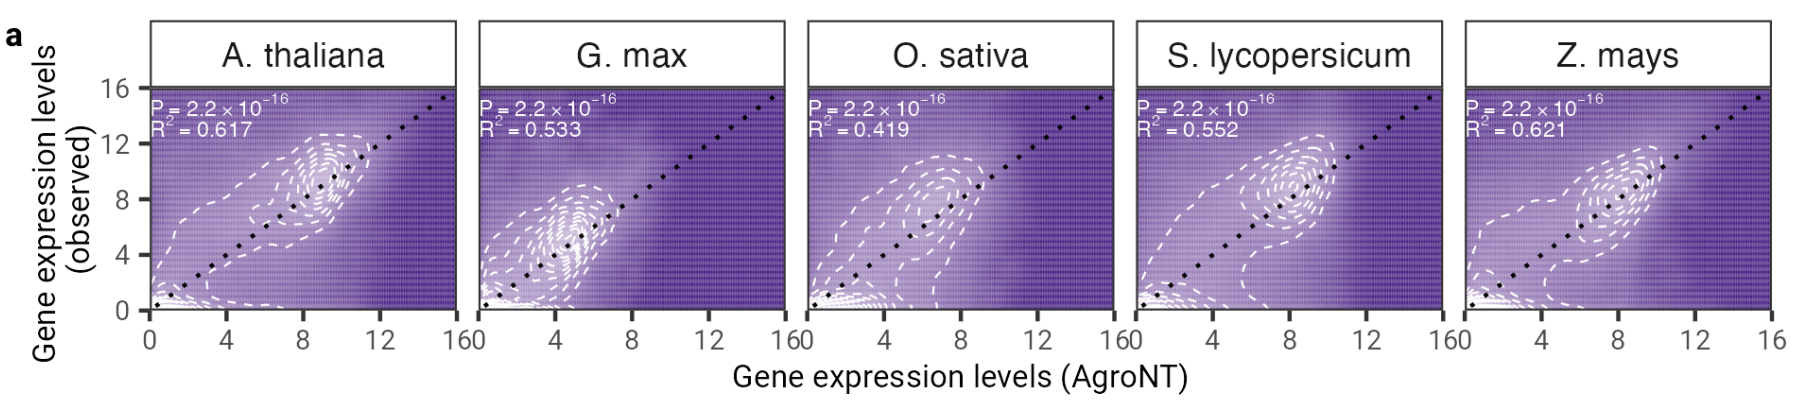 a
Gene expression levels
(observed)
A. thaliana
G. max
O. sativa
S. lycopersicum
Z. mays
16
12
8
4
0
P = 2.2 × 10⁻¹⁶
R² = 0.617
P = 2.2 × 10⁻¹⁶
R² = 0.533
P = 2.2 × 10⁻¹⁶
R² = 0.419
P = 2.2 × 10⁻¹⁶
R² = 0.552
P = 2.2 × 10⁻¹⁶
R² = 0.621
0 4 8 12 16
0 4 8 12 16
0 4 8 12 16
0 4 8 12 16
0 4 8 12 16
Gene expression levels (AgroNT)